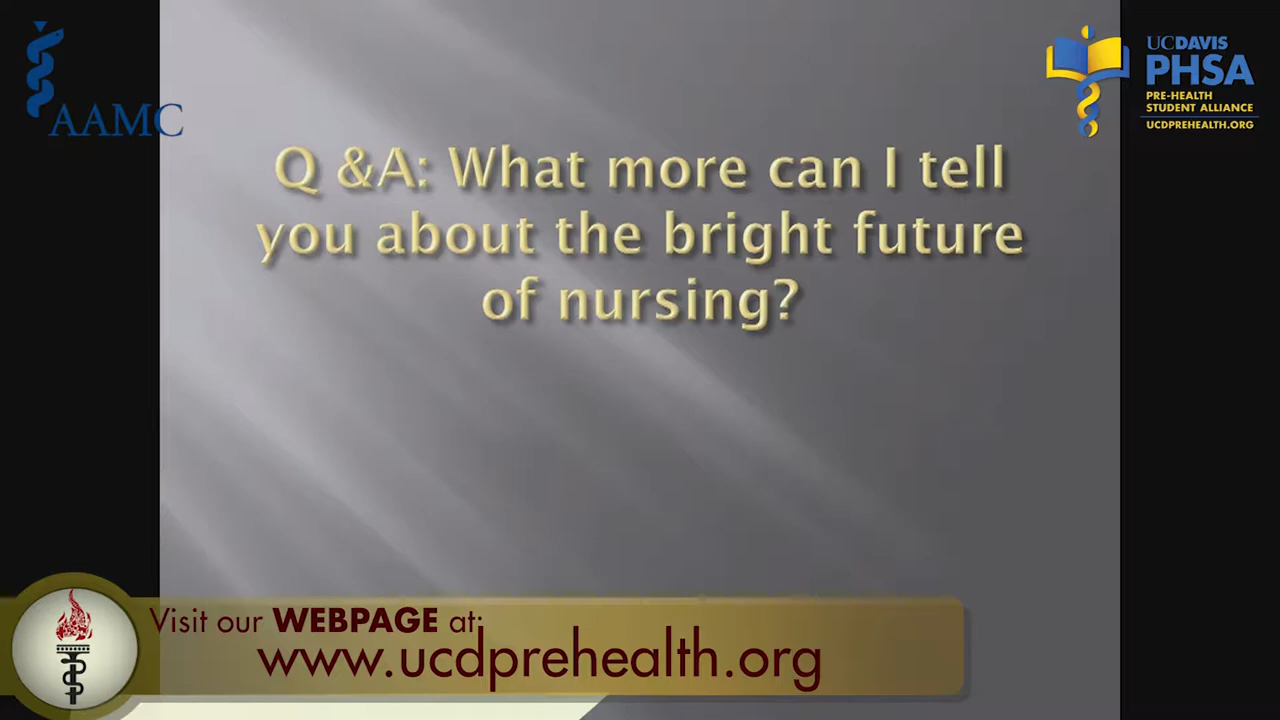 AAMC
UCDAVIS
PHSA
PRE-HEALTH
STUDENT ALLIANCE
UCDPREHEALTH.ORG
Q &A: What more can I tell
you about the bright future
of nursing?
Visit our WEBPAGE at:
www.ucdprehealth.org